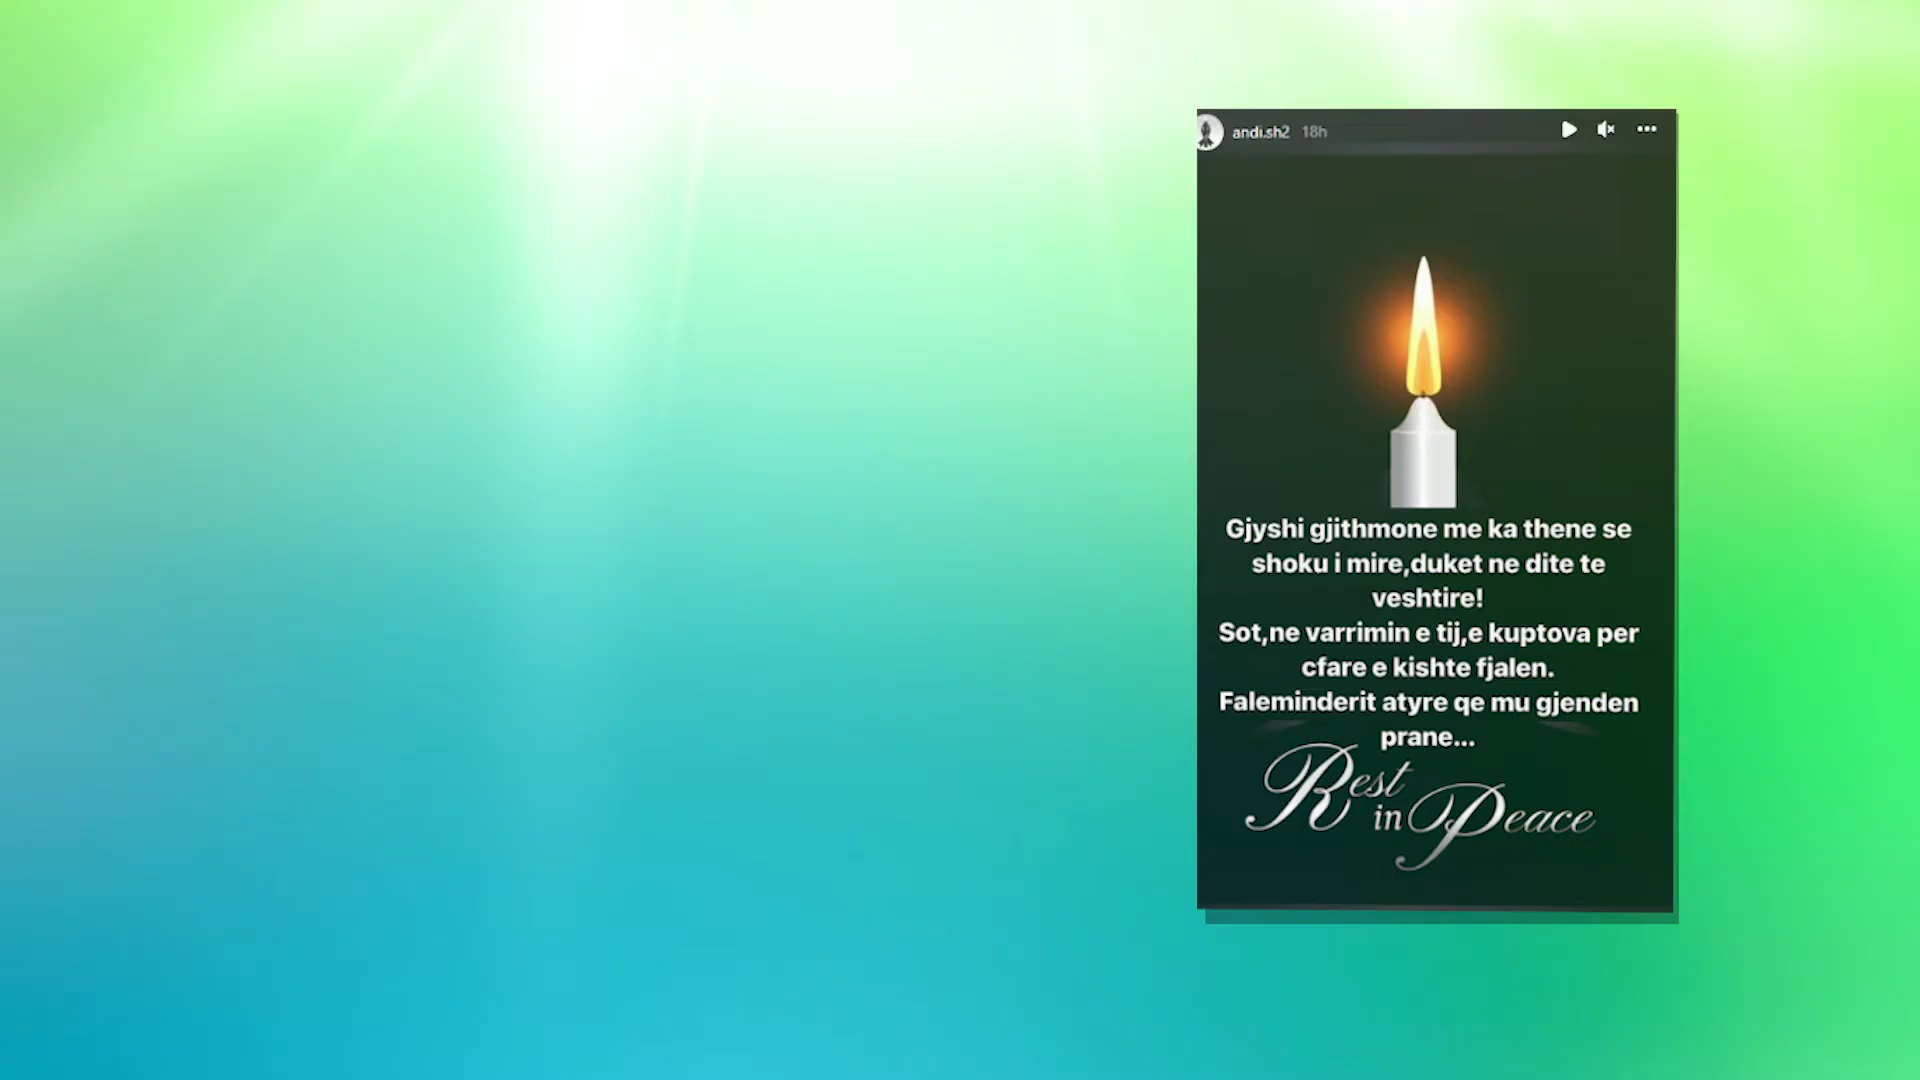 andi.sh2 18h
Gjyshi gjithmone me ka thene se
shoku i mire,duket ne dite te
veshtire!
Sot,ne varrimin e tij,e kuptova per
cfare e kishte fjalen.
Faleminderit atyre qe mu gjenden
prane...
Rest
in Peace